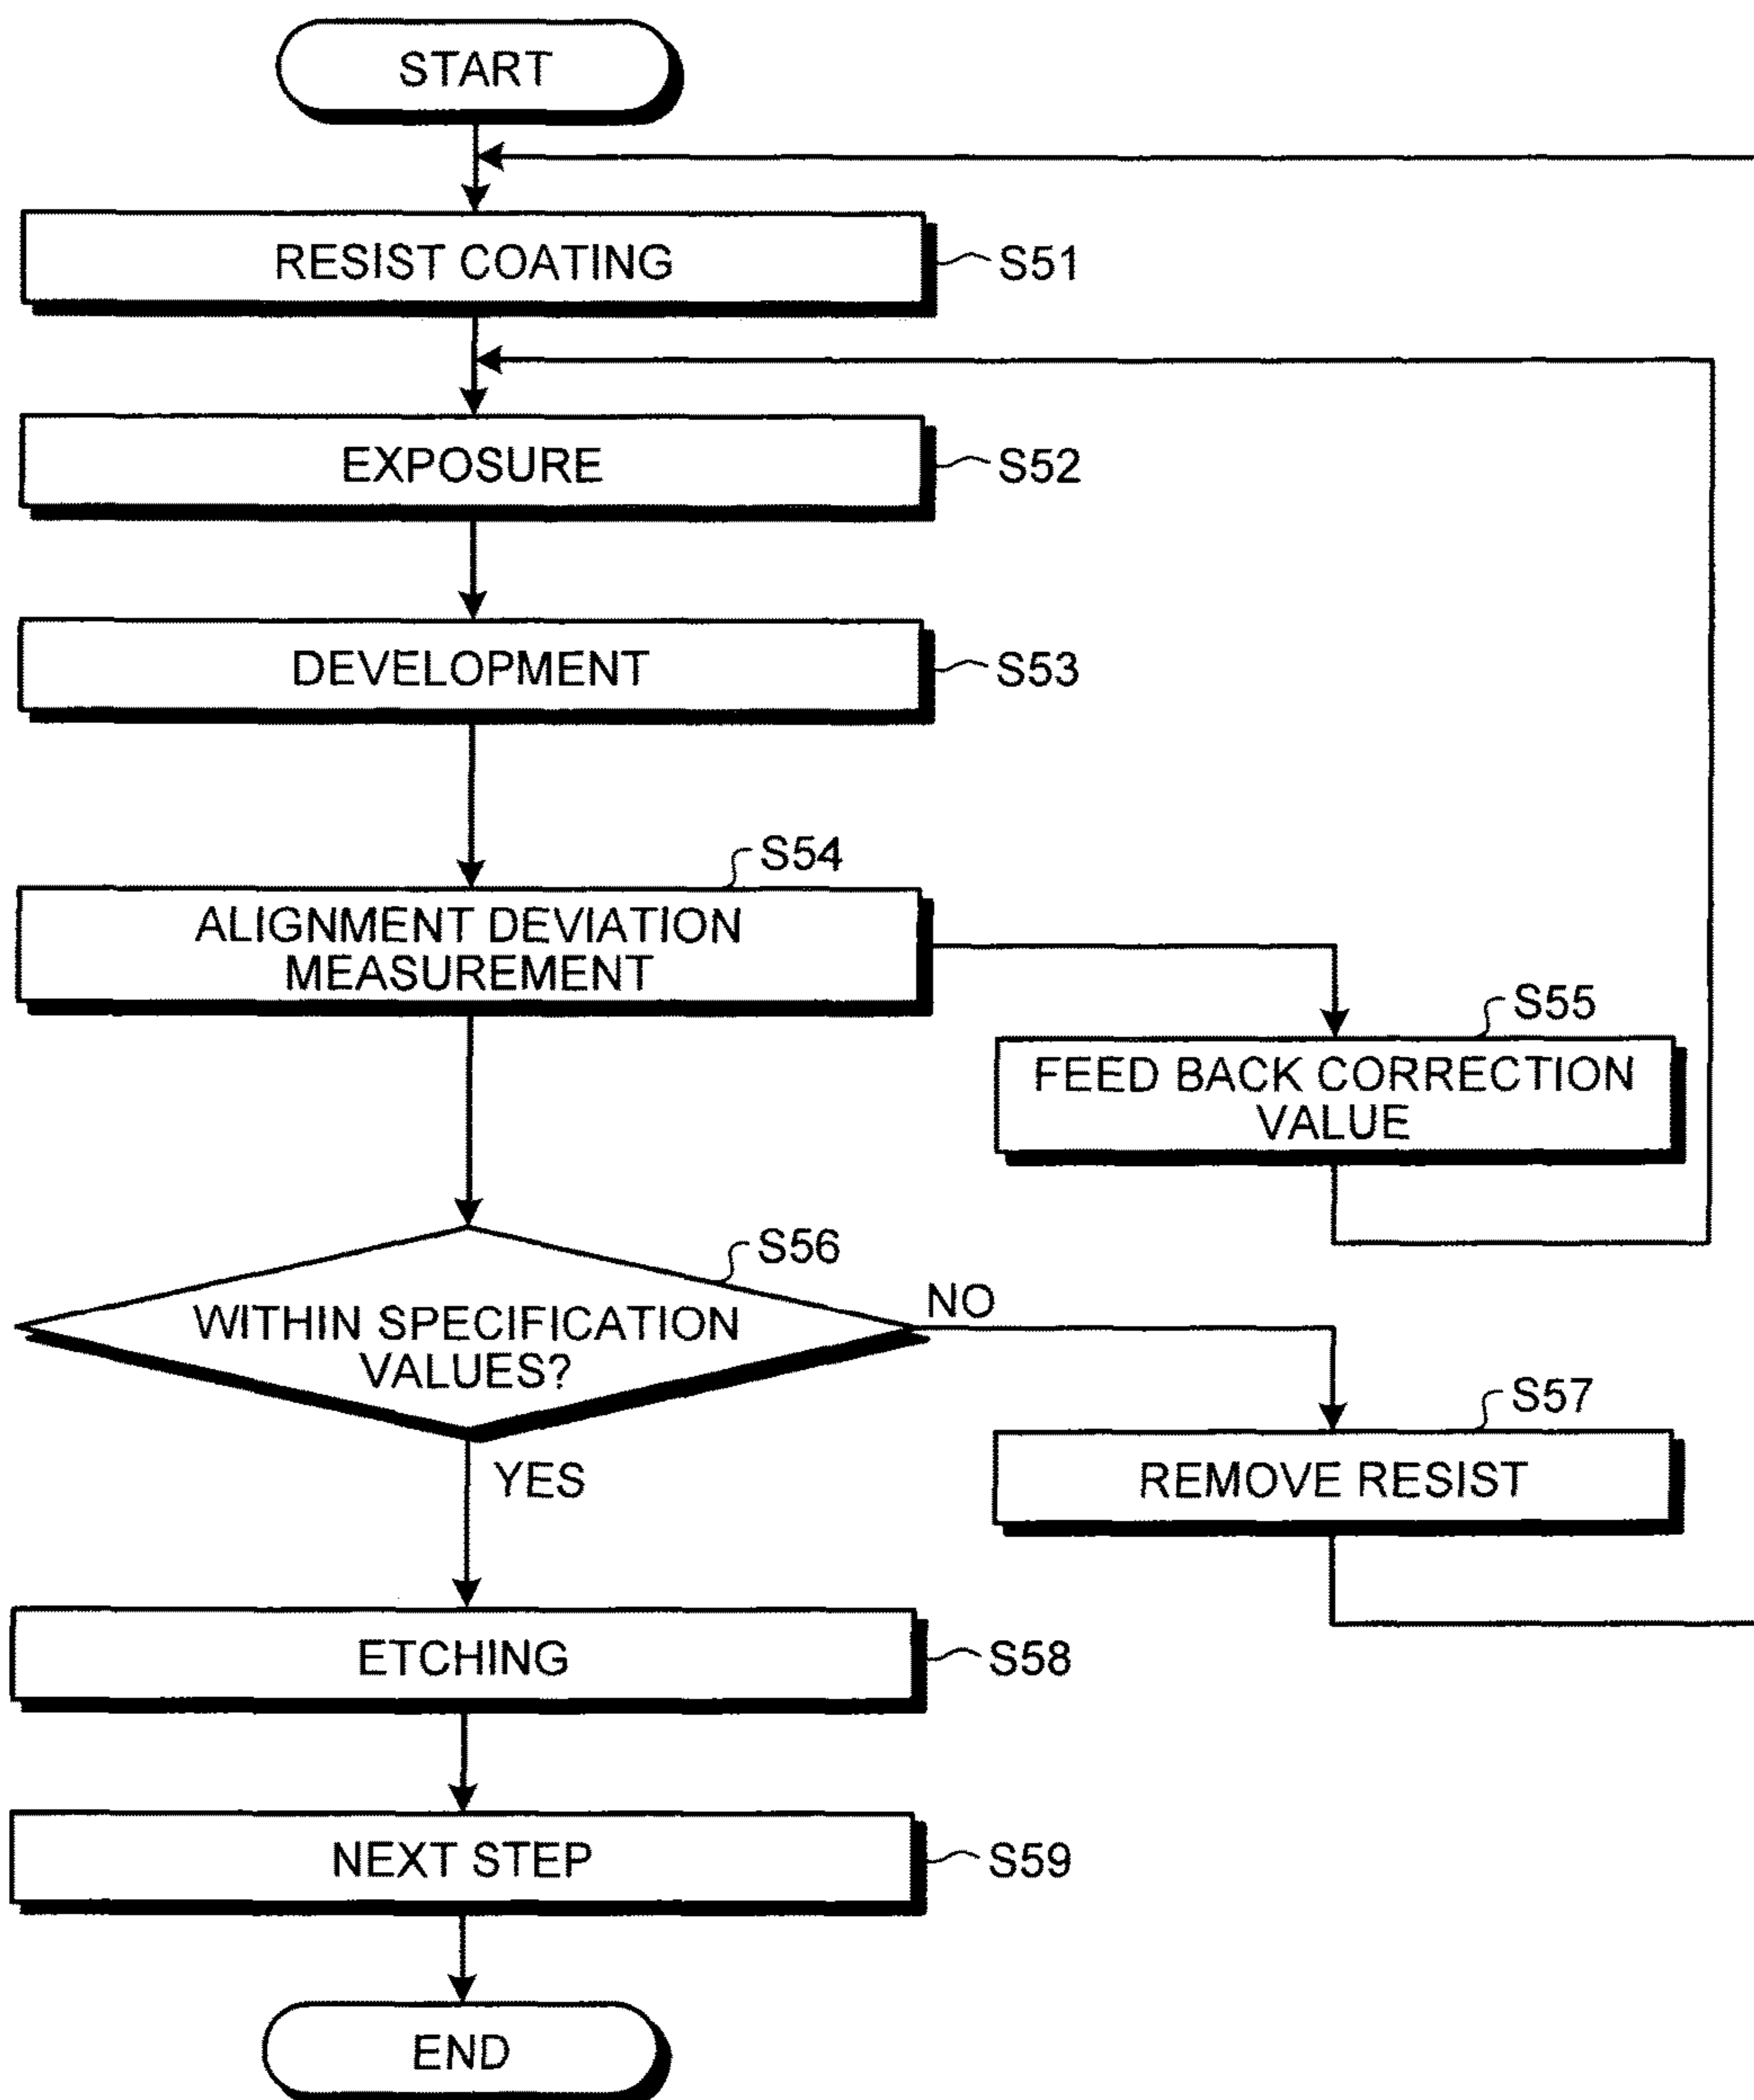 START
RESIST COATING
S51
EXPOSURE
S52
DEVELOPMENT
S53
S54
ALIGNMENT DEVIATION
MEASUREMENT
S55
FEED BACK CORRECTION
VALUE
S56
WITHIN SPECIFICATION
VALUES?
NO
YES
S57
REMOVE RESIST
ETCHING
S58
NEXT STEP
S59
END